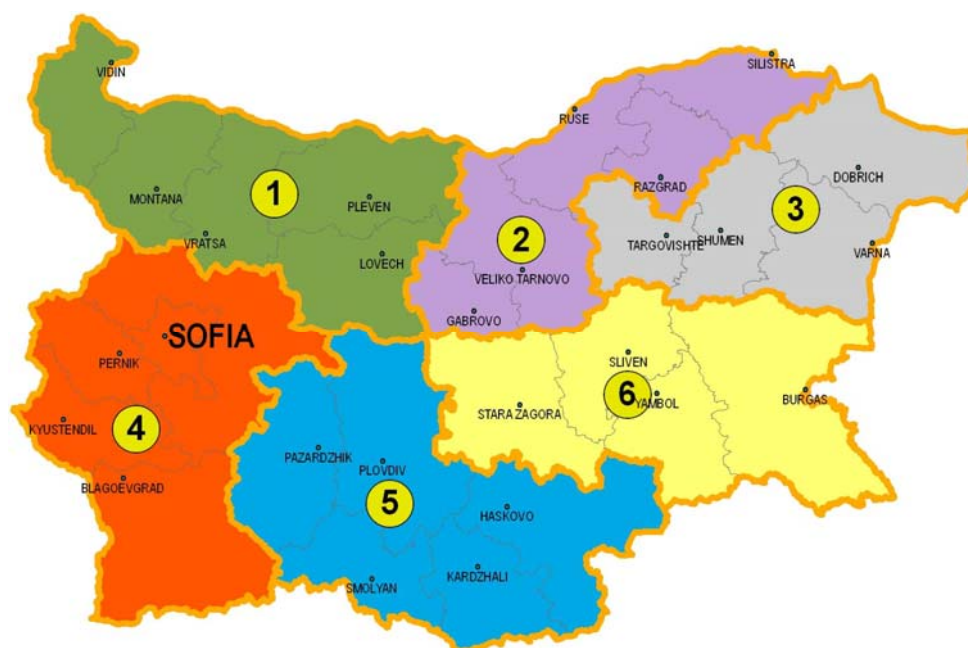 VIDIN
SILISTRA
RUSE
DOBRICH
RAZGRAD
MONTANA
1
PLEVEN
3
VRATSA
2
TARGOVISHTE
SHUMEN
VARNA
LOVECH
VELIKO TARNOVO
GABROVO
SOFIA
PERNIK
SLIVEN
6
YAMBOL
BURGAS
STARA ZAGORA
KYUSTENDIL
4
PAZARDZHIK
PLOVDIV
BLAGOEVGRAD
5
HASKOVO
SMOLYAN
KARDZHALI